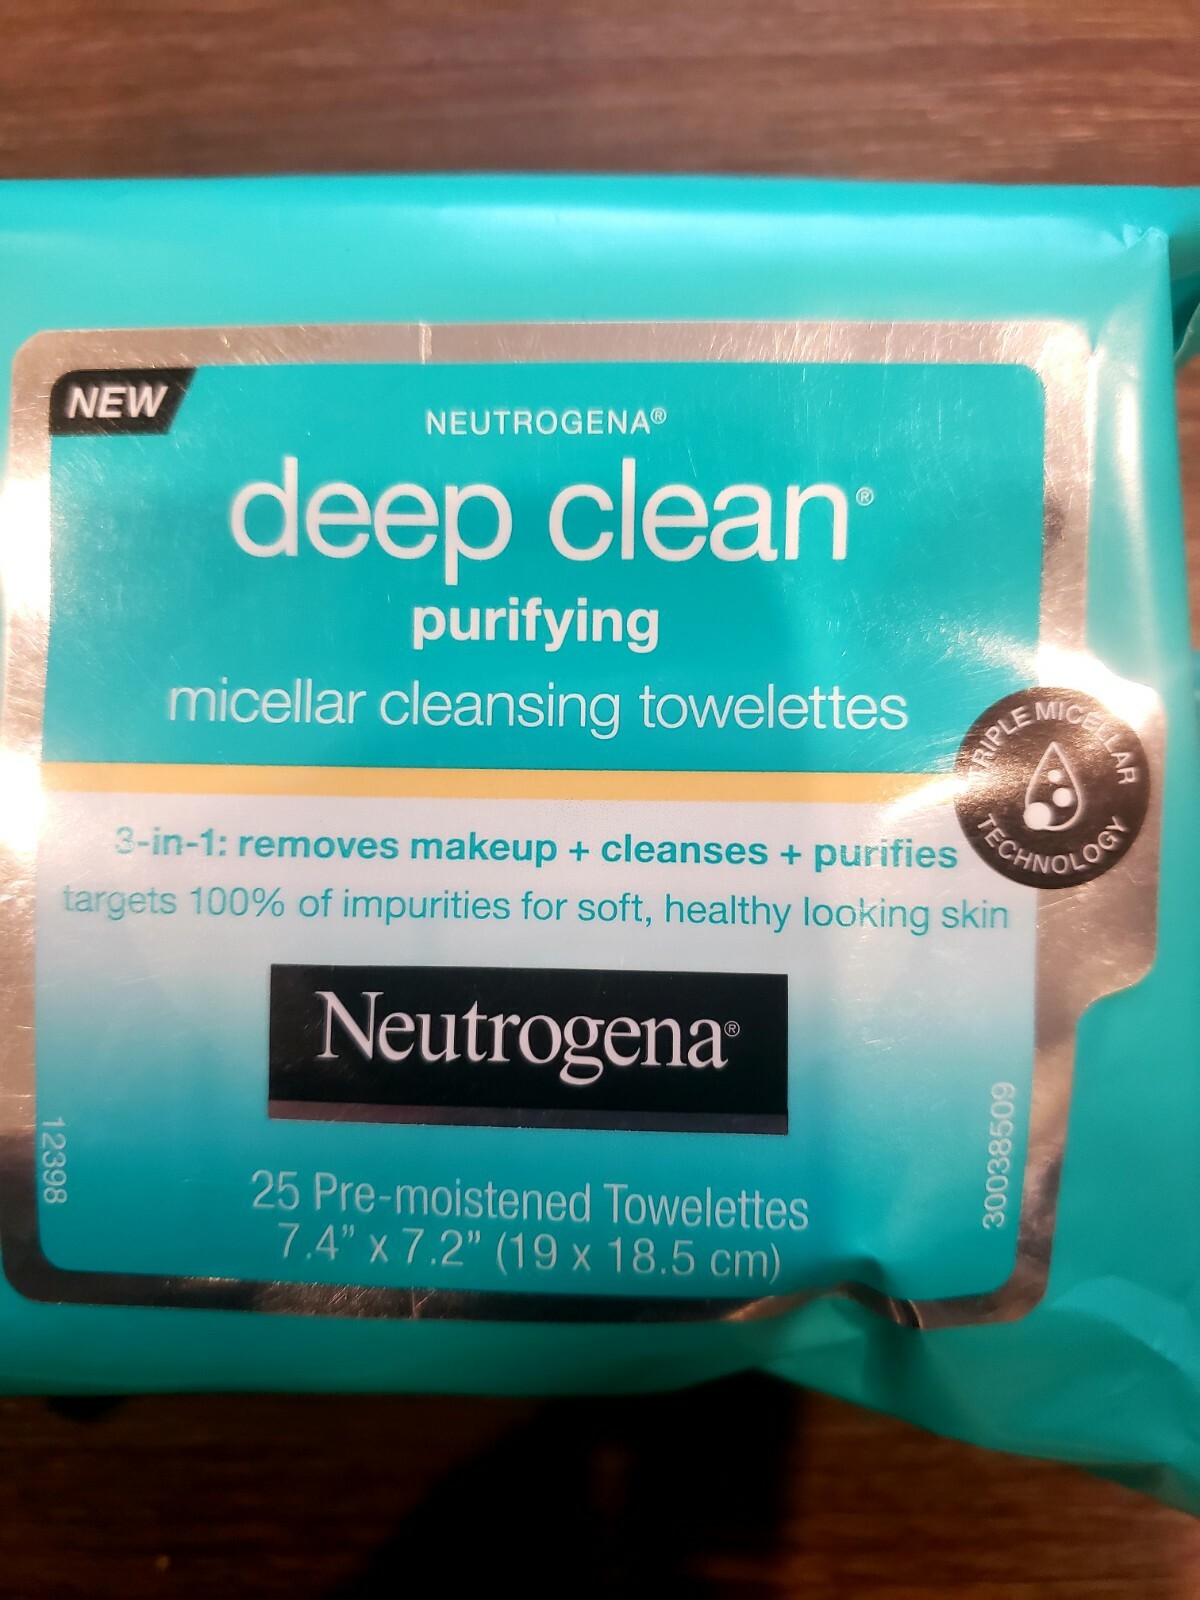 NEW
NEUTROGENA®
deep clean®
purifying
micellar cleansing towelettes
TRIPLE MICELLAR
TECHNOLOGY
3-in-1: removes makeup + cleanses + purifies
targets 100% of impurities for soft, healthy looking skin
Neutrogena®
12398
30038509
25 Pre-moistened Towelettes
7.4” x 7.2” (19 x 18.5 cm)